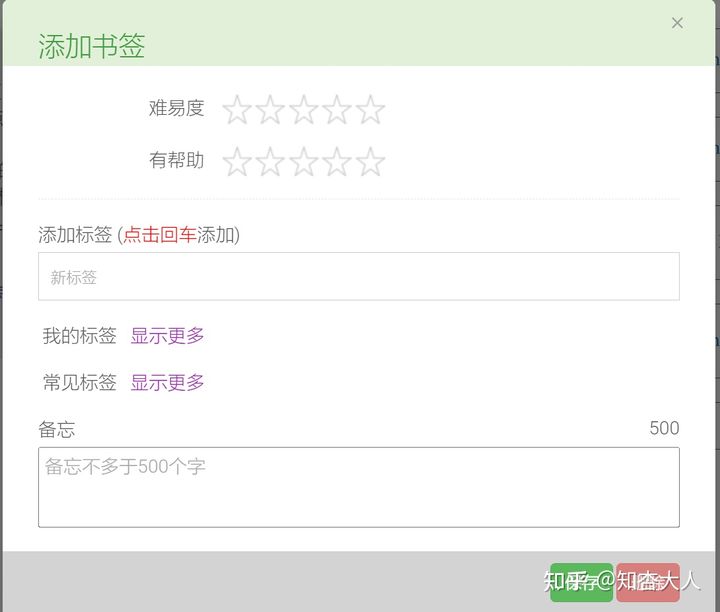 添加书签
×
难易度
有帮助
添加标签 (点击回车添加)
新标签
我的标签 显示更多
常见标签 显示更多
备忘 500
备忘不多于500个字
保存 删除
知乎 @知杏大人